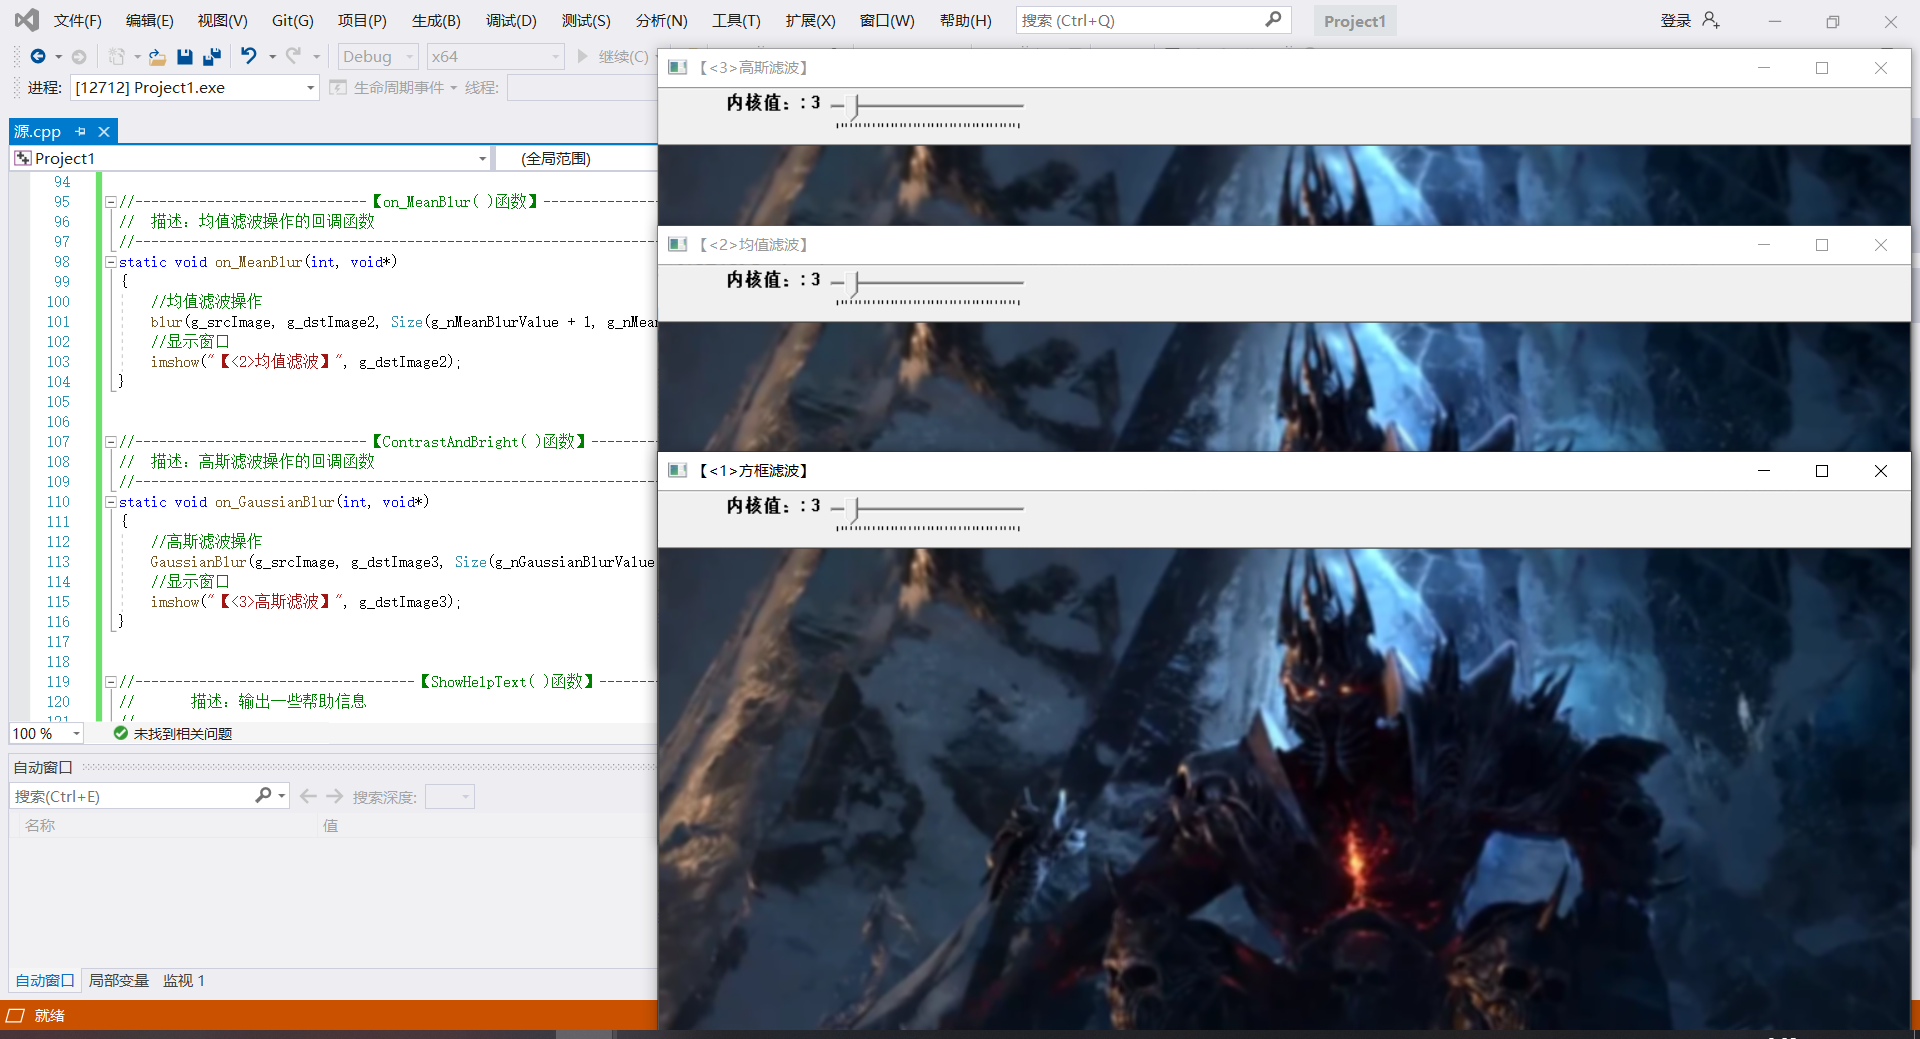 文件(F) 编辑(E) 视图(V) Git(G) 项目(P) 生成(B) 调试(D) 测试(S) 分析(N) 工具(T) 扩展(X) 窗口(W) 帮助(H) 搜索 (Ctrl+Q) Project1 登录
Debug x64 继续(C)
进程: [12712] Project1.exe 生命周期事件 线程:
源.cpp
Project1 (全局范围)
94
95 //-----------------------------【on_MeanBlur( )函数】---------------
96 // 描述：均值滤波操作的回调函数
97 //------------------------------------------------------------------
98 static void on_MeanBlur(int, void*)
99 {
100 //均值滤波操作
101 blur(g_srcImage, g_dstImage2, Size(g_nMeanBlurValue + 1, g_nMean
102 //显示窗口
103 imshow("【<2>均值滤波】", g_dstImage2);
104 }
105
106
107 //-----------------------------【ContrastAndBright( )函数】---------
108 // 描述：高斯滤波操作的回调函数
109 //------------------------------------------------------------------
110 static void on_GaussianBlur(int, void*)
111 {
112 //高斯滤波操作
113 GaussianBlur(g_srcImage, g_dstImage3, Size(g_nGaussianBlurValue
114 //显示窗口
115 imshow("【<3>高斯滤波】", g_dstImage3);
116 }
117
118
119 //-----------------------------------【ShowHelpText( )函数】--------
120 // 描述：输出一些帮助信息
121 //
100 % 未找到相关问题
自动窗口
搜索(Ctrl+E) 搜索深度:
名称 值
自动窗口 局部变量 监视 1
就绪
【<3>高斯滤波】
内核值：: 3
【<2>均值滤波】
内核值：: 3
【<1>方框滤波】
内核值：: 3